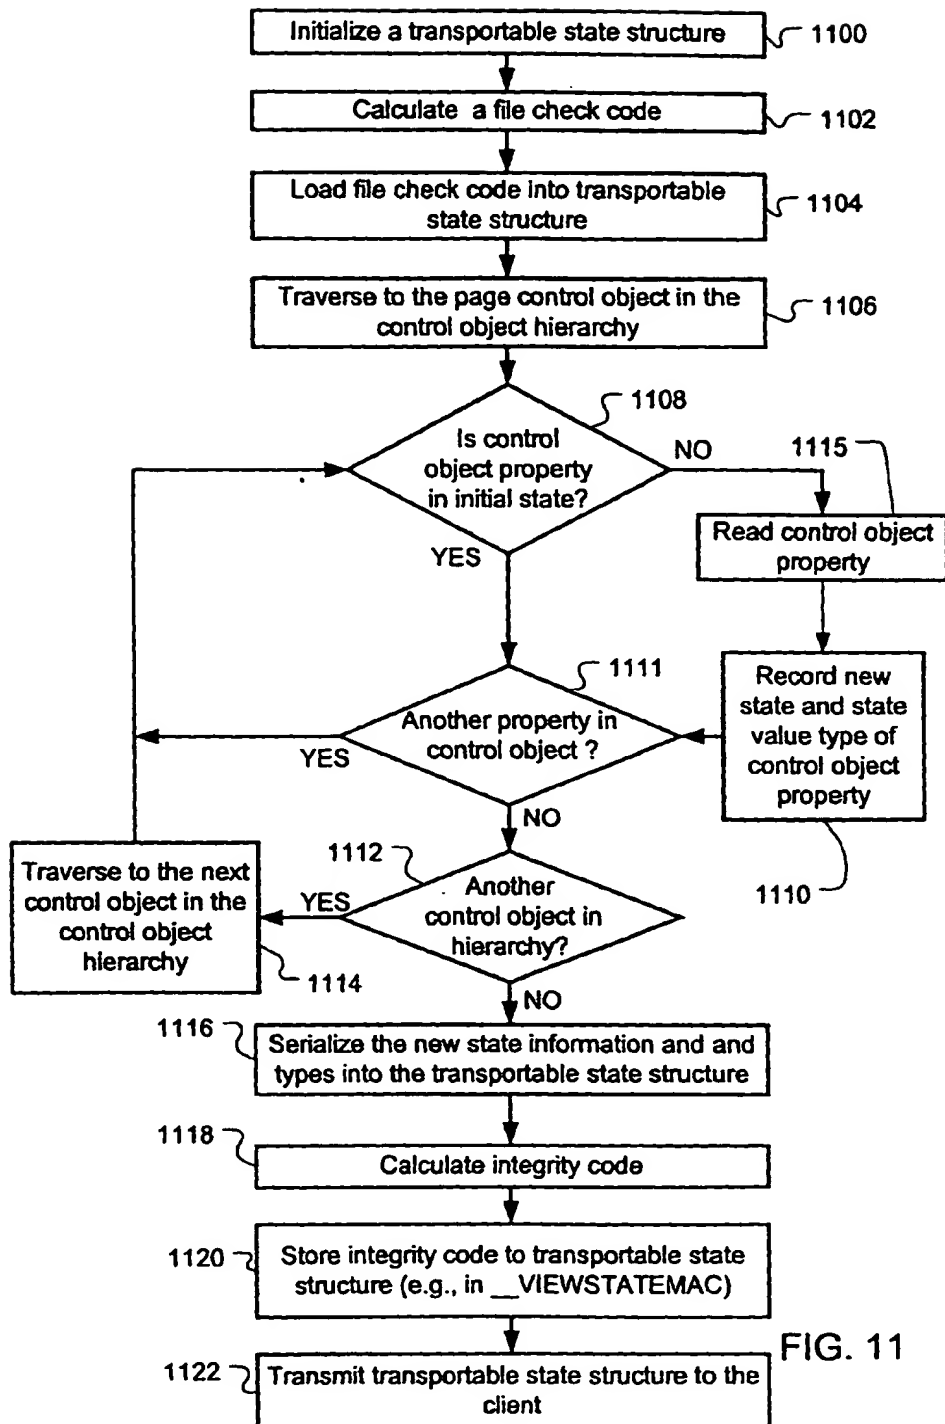 Initialize a transportable state structure
1100
Calculate a file check code
1102
Load file check code into transportable
state structure
1104
Traverse to the page control object in the
control object hierarchy
1106
1108
Is control
object property
in initial state?
NO
YES
1115
Read control object
property
1111
Another property in
control object ?
YES
NO
Record new
state and state
value type of
control object
property
1110
1112
Another
control object in
hierarchy?
YES
NO
Traverse to the next
control object in the
control object
hierarchy
1114
1116
Serialize the new state information and and
types into the transportable state structure
1118
Calculate integrity code
1120
Store integrity code to transportable state
structure (e.g., in __VIEWSTATEMAC)
1122
Transmit transportable state structure to the
client
FIG. 11